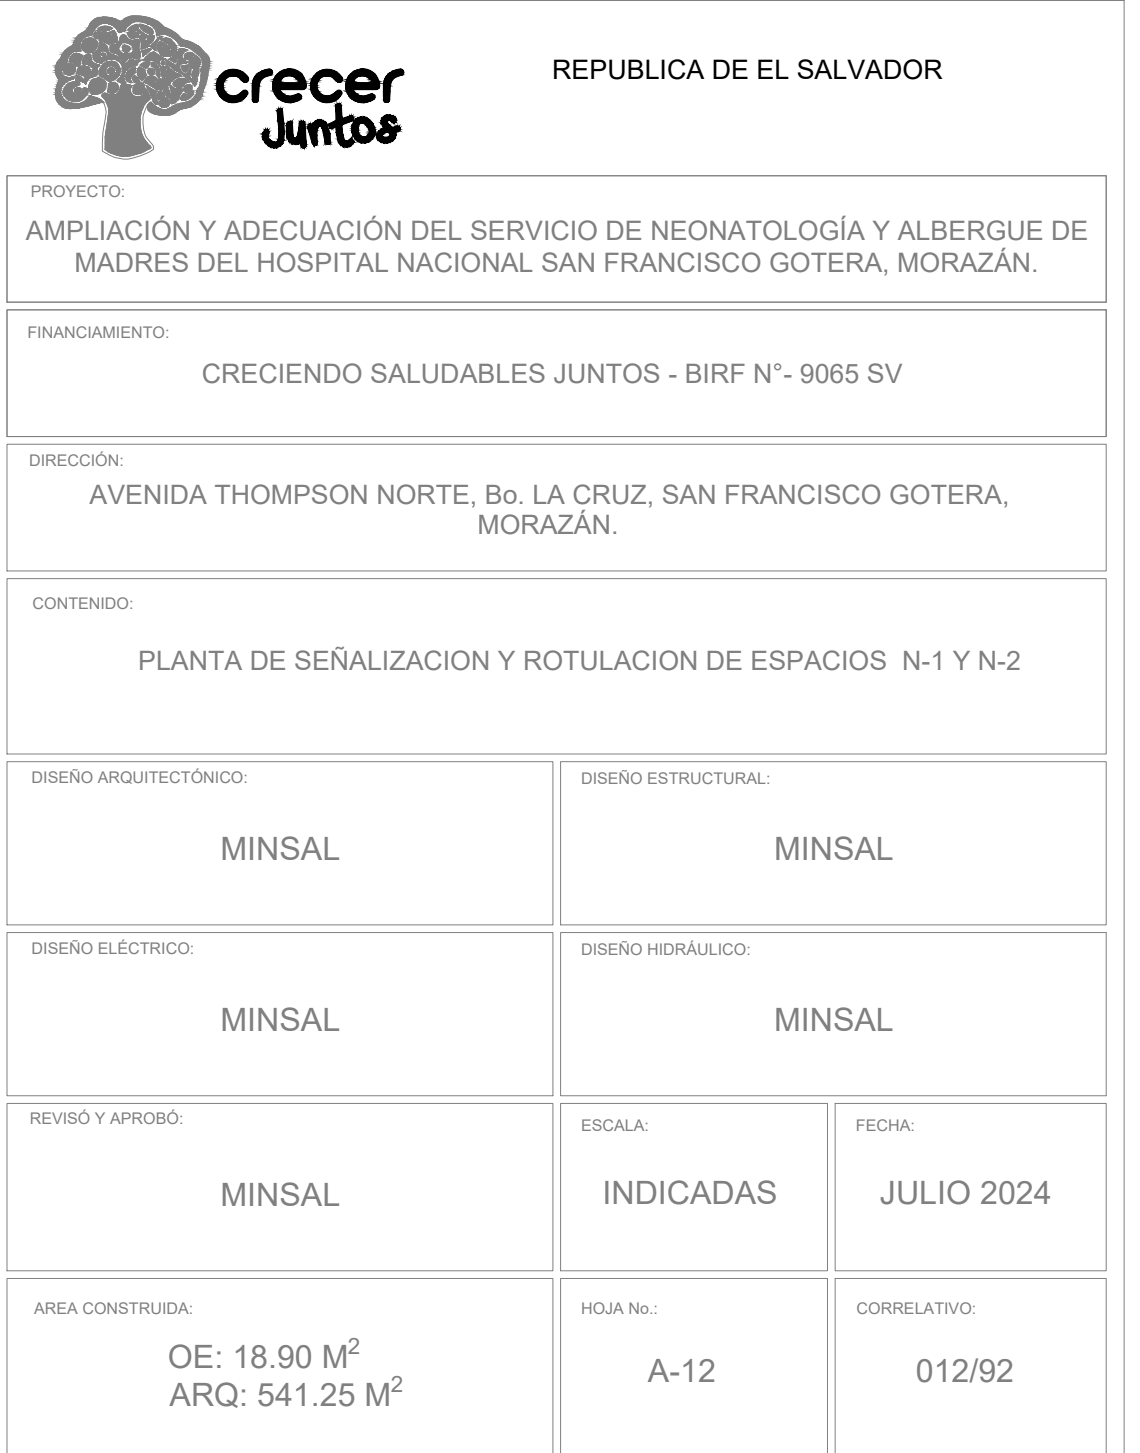 crecer
Juntos
REPUBLICA DE EL SALVADOR
PROYECTO:
AMPLIACIÓN Y ADECUACIÓN DEL SERVICIO DE NEONATOLOGÍA Y ALBERGUE DE
MADRES DEL HOSPITAL NACIONAL SAN FRANCISCO GOTERA, MORAZÁN.
FINANCIAMIENTO:
CRECIENDO SALUDABLES JUNTOS - BIRF N°- 9065 SV
DIRECCIÓN:
AVENIDA THOMPSON NORTE, Bo. LA CRUZ, SAN FRANCISCO GOTERA,
MORAZÁN.
CONTENIDO:
PLANTA DE SEÑALIZACION Y ROTULACION DE ESPACIOS N-1 Y N-2
DISEÑO ARQUITECTÓNICO:
MINSAL
DISEÑO ESTRUCTURAL:
MINSAL
DISEÑO ELÉCTRICO:
MINSAL
DISEÑO HIDRÁULICO:
MINSAL
REVISÓ Y APROBÓ:
MINSAL
ESCALA:
INDICADAS
FECHA:
JULIO 2024
AREA CONSTRUIDA:
OE: 18.90 M²
ARQ: 541.25 M²
HOJA No.:
A-12
CORRELATIVO:
012/92